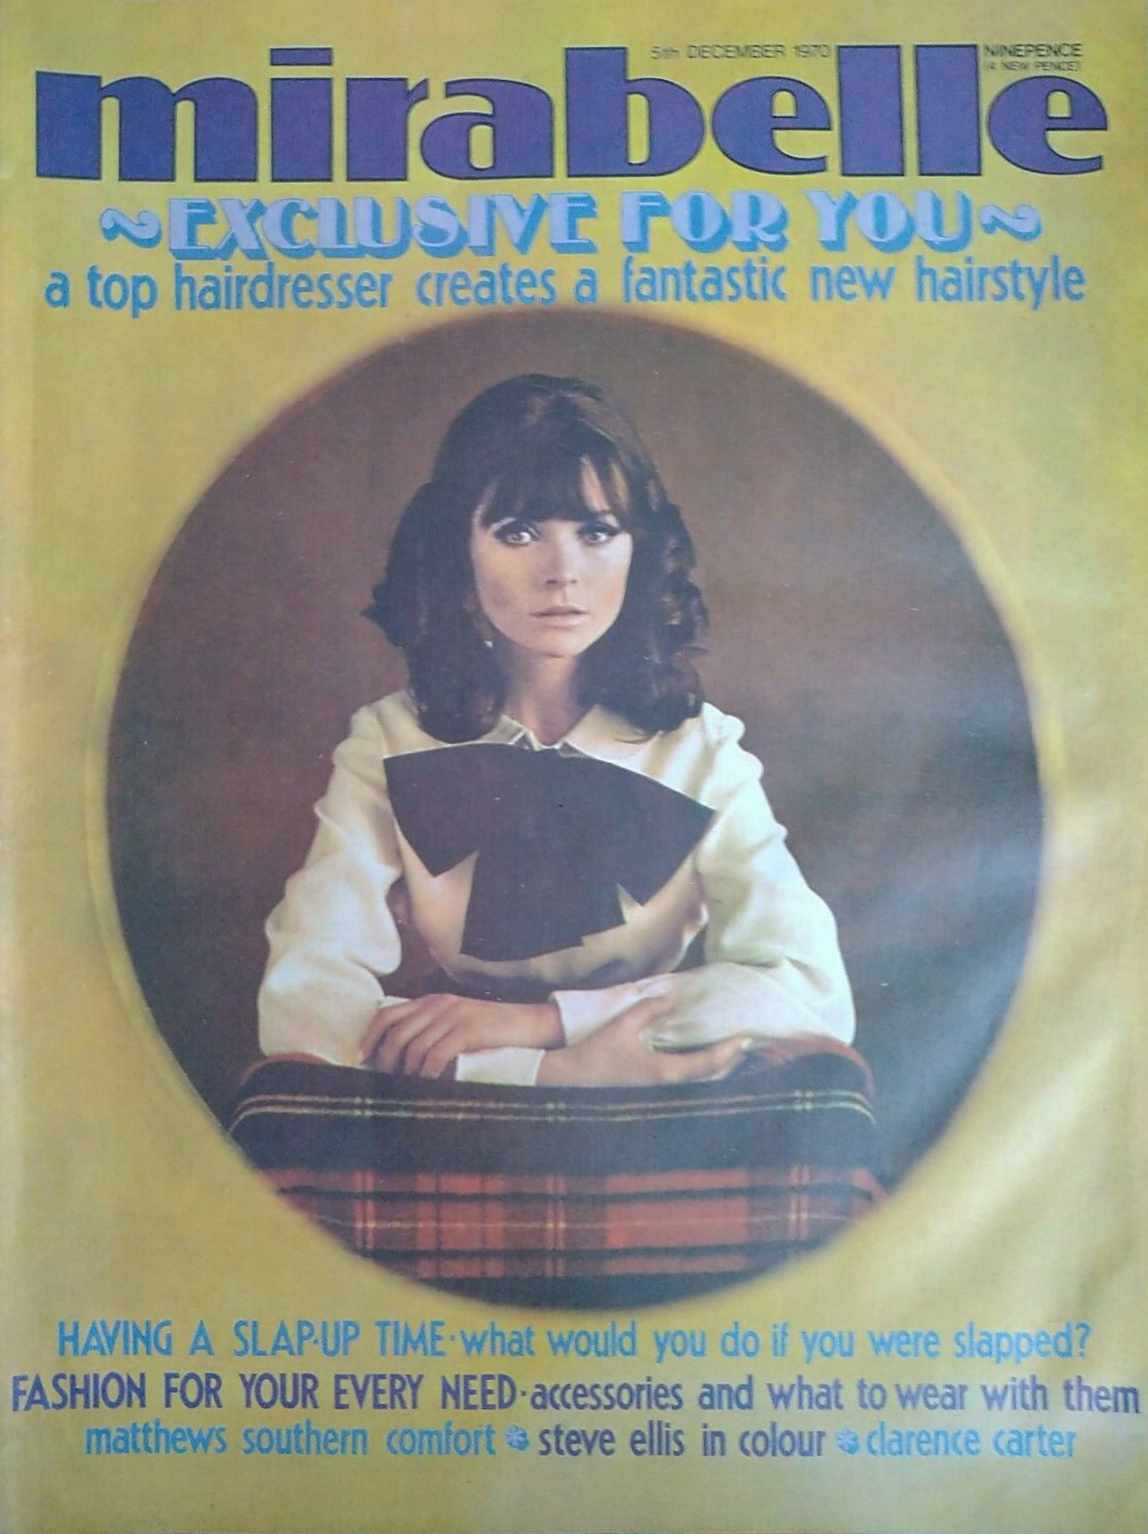 5th DECEMBER 1970
NINEPENCE
(4 NEW PENCE)
mirabelle
~EXCLUSIVE FOR YOU~
a top hairdresser creates a fantastic new hairstyle
HAVING A SLAP-UP TIME·what would you do if you were slapped?
FASHION FOR YOUR EVERY NEED·accessories and what to wear with them
matthews southern comfort * steve ellis in colour * clarence carter